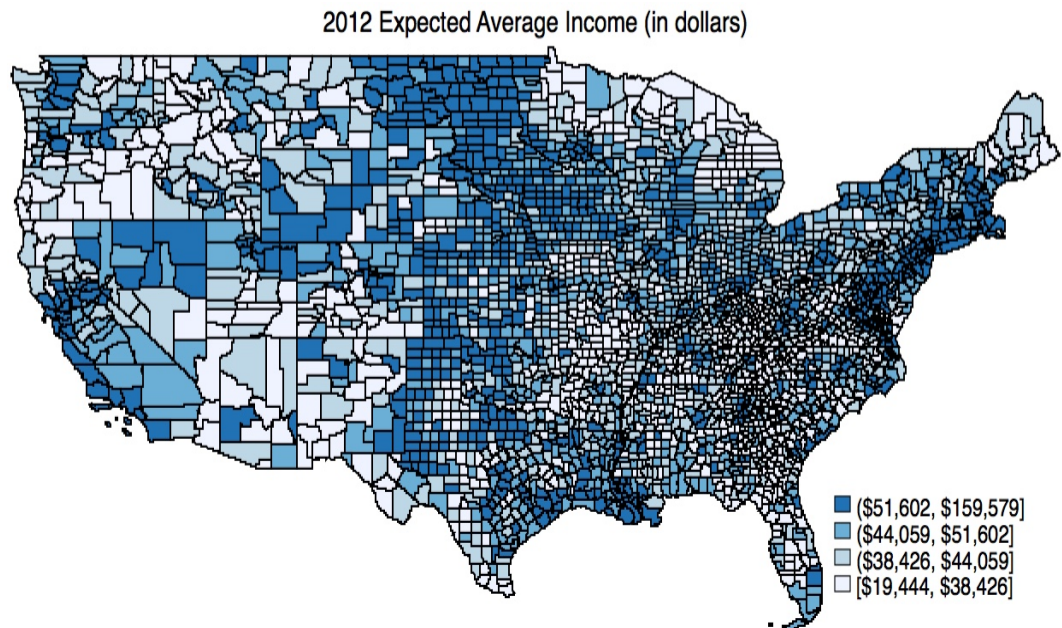 2012 Expected Average Income (in dollars)
($51,602, $159,579]
($44,059, $51,602]
($38,426, $44,059]
[$19,444, $38,426]